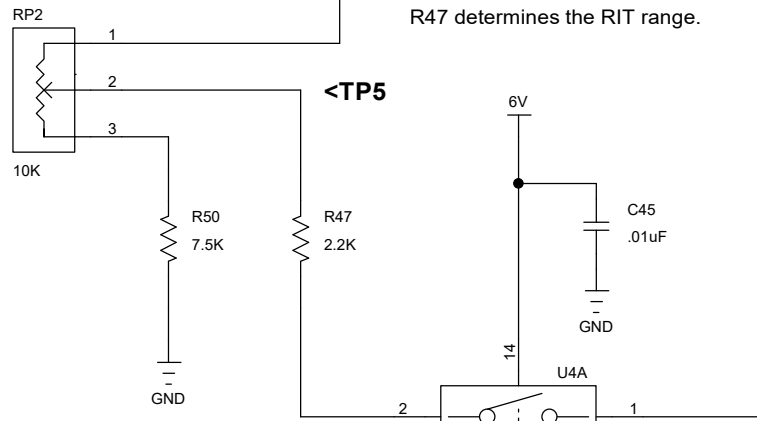 RP2
R47 determines the RIT range.
1
2
<TP5
6V
3
10K
R50
7.5K
R47
2.2K
C45
.01uF
GND
14
U4A
GND
2
1